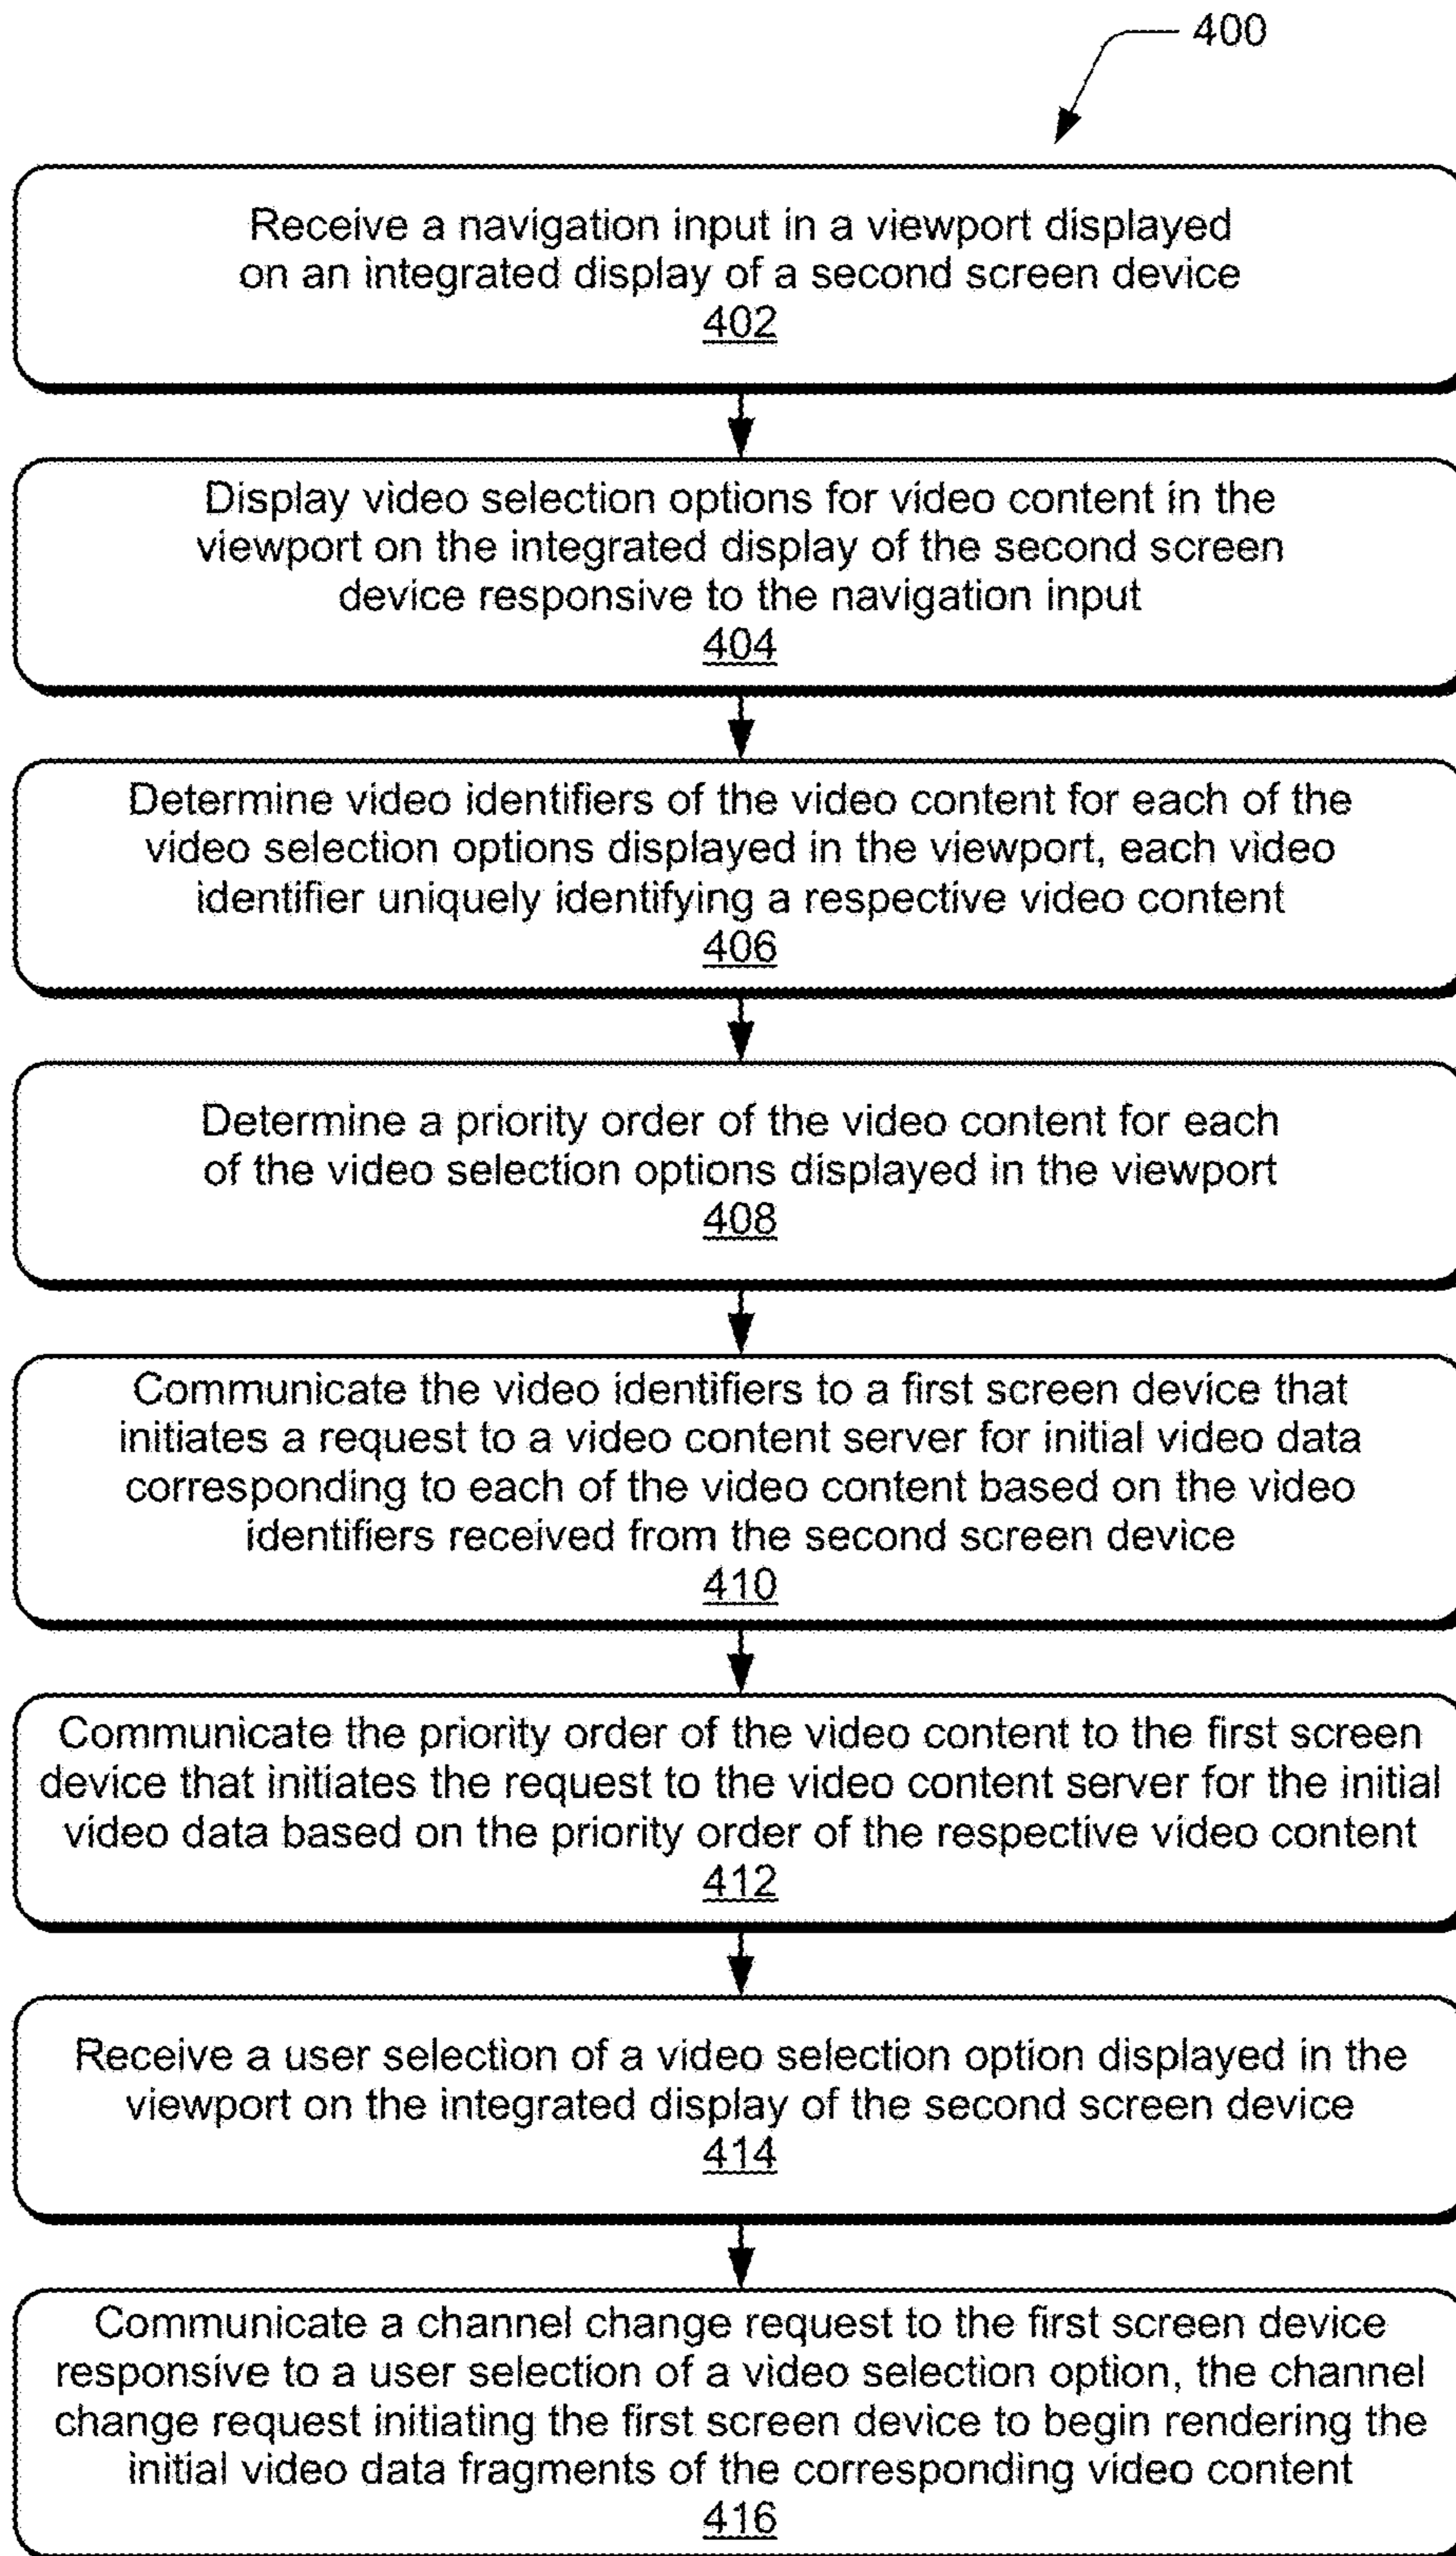 400
Receive a navigation input in a viewport displayed
on an integrated display of a second screen device
402
Display video selection options for video content in the
viewport on the integrated display of the second screen
device responsive to the navigation input
404
Determine video identifiers of the video content for each of the
video selection options displayed in the viewport, each video
identifier uniquely identifying a respective video content
406
Determine a priority order of the video content for each
of the video selection options displayed in the viewport
408
Communicate the video identifiers to a first screen device that
initiates a request to a video content server for initial video data
corresponding to each of the video content based on the video
identifiers received from the second screen device
410
Communicate the priority order of the video content to the first screen
device that initiates the request to the video content server for the initial
video data based on the priority order of the respective video content
412
Receive a user selection of a video selection option displayed in the
viewport on the integrated display of the second screen device
414
Communicate a channel change request to the first screen device
responsive to a user selection of a video selection option, the channel
change request initiating the first screen device to begin rendering the
initial video data fragments of the corresponding video content
416